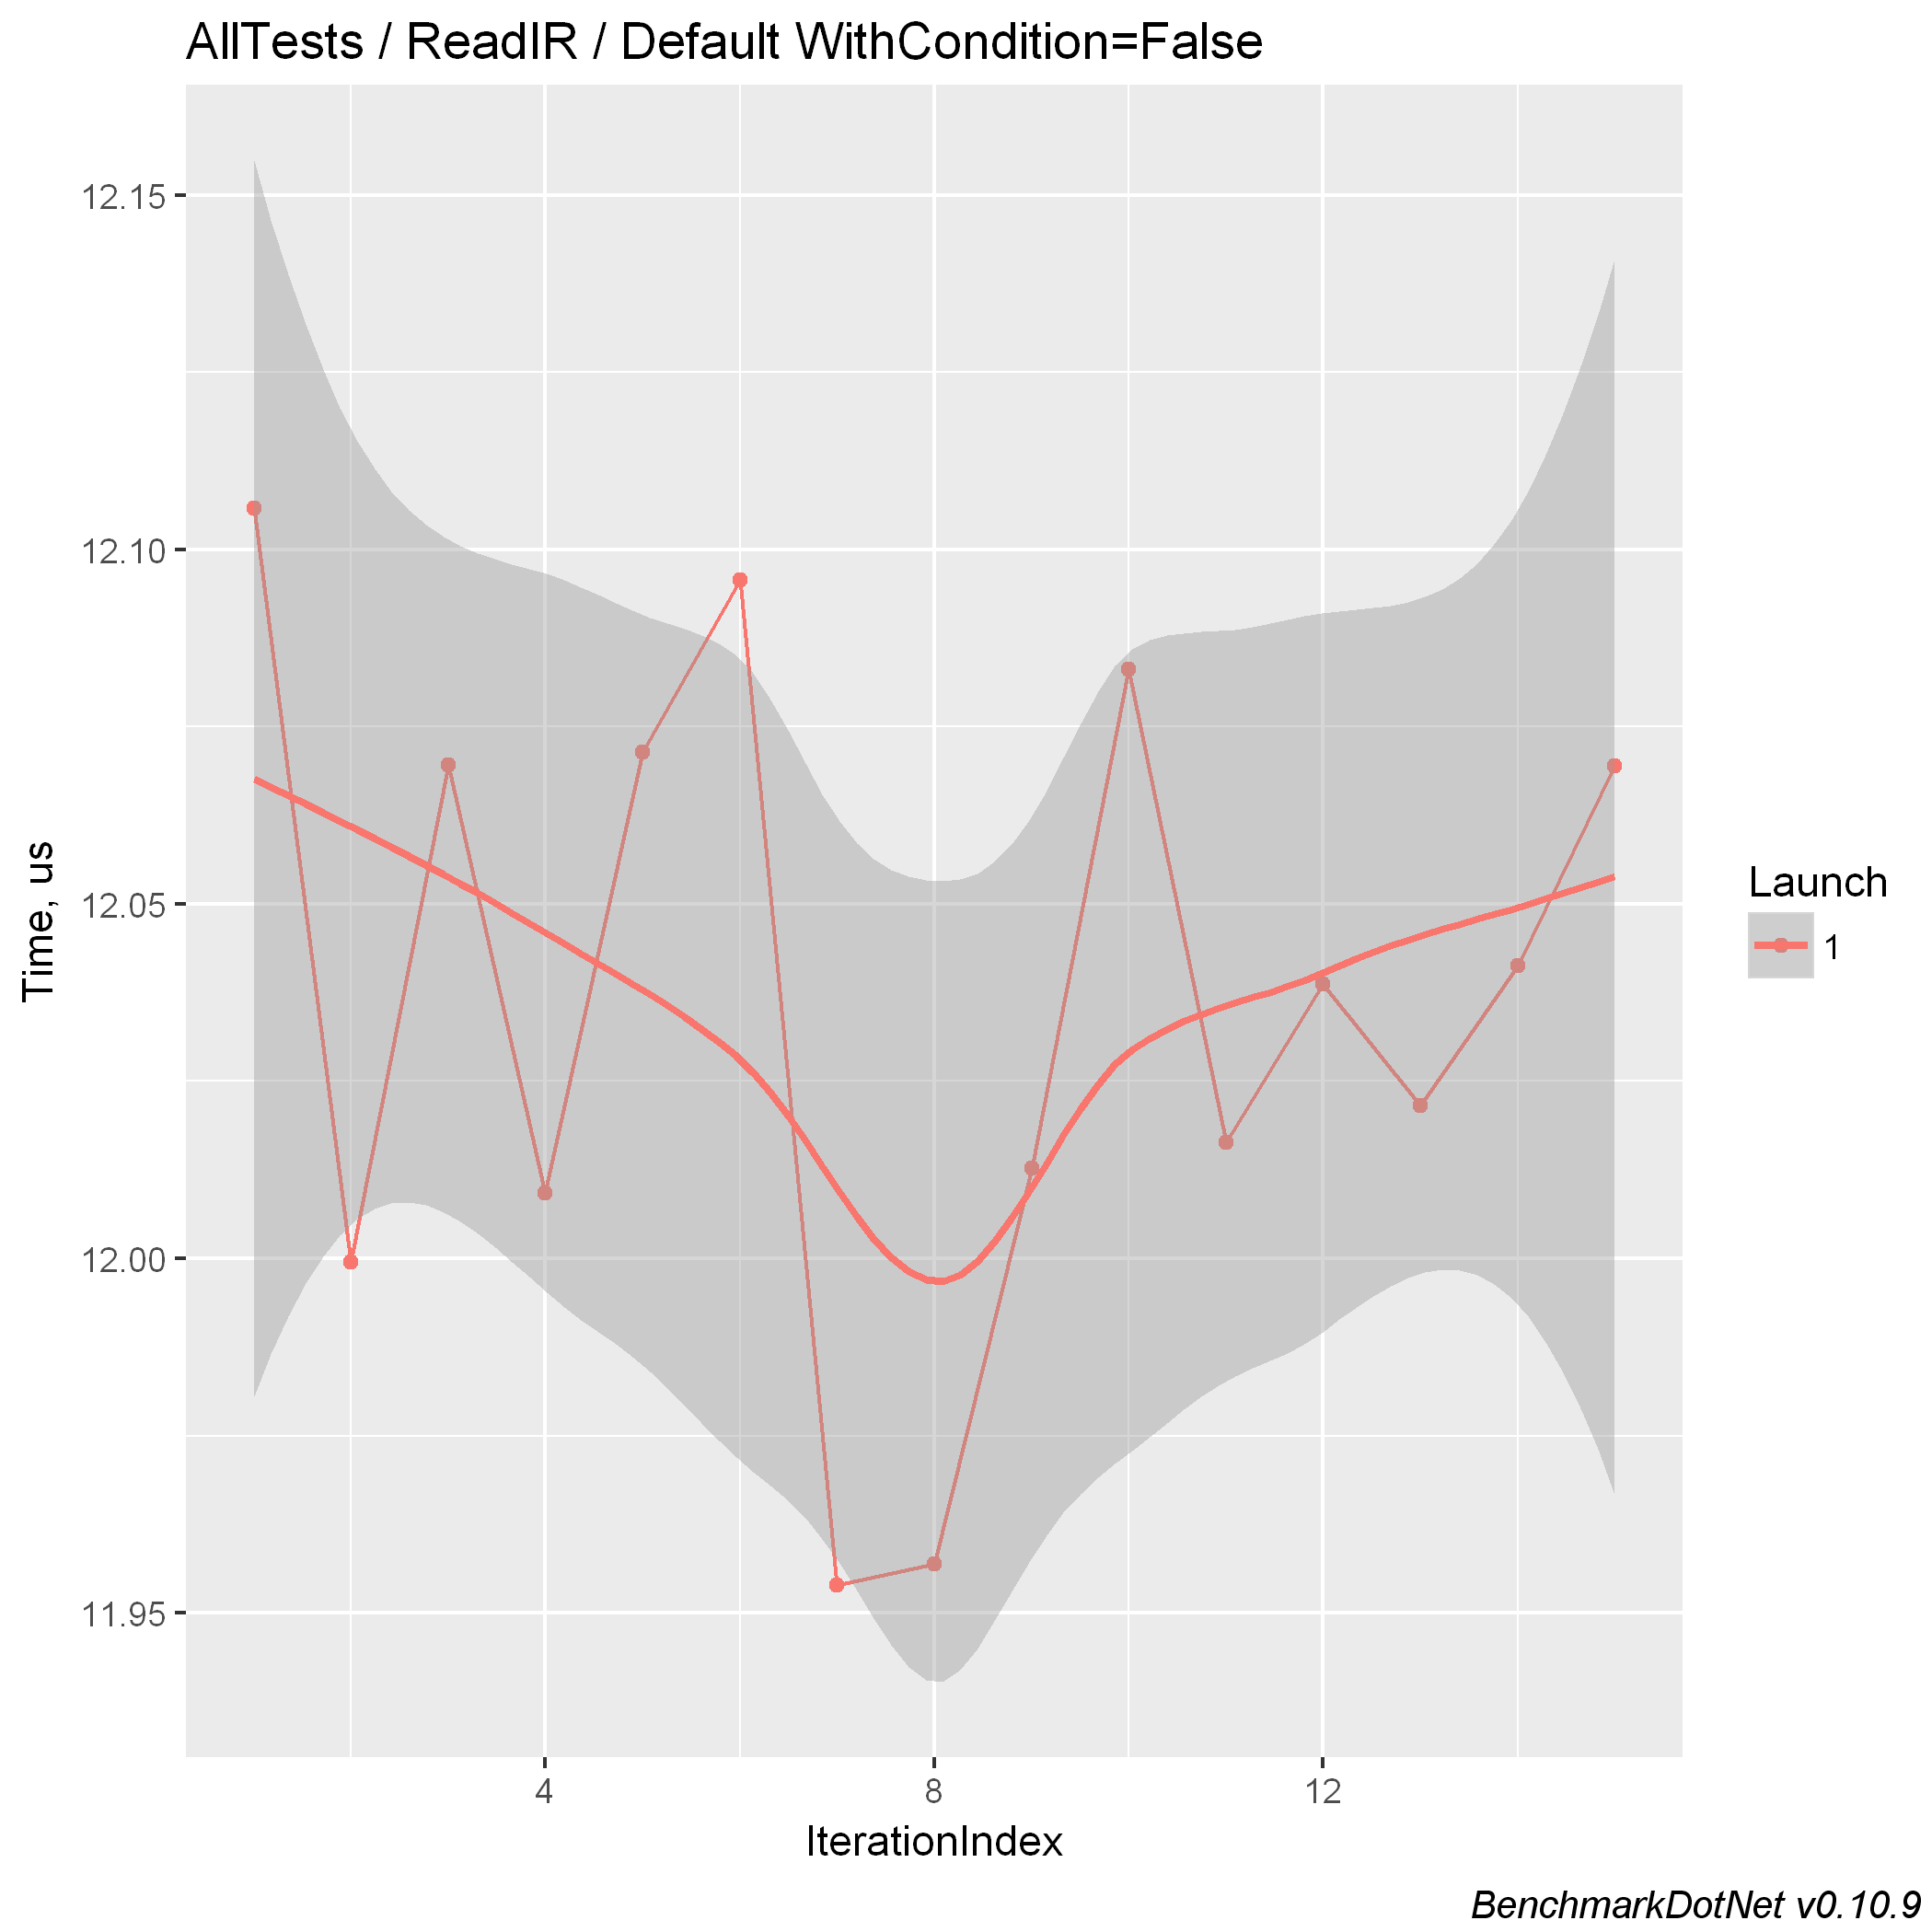 AllTests / ReadIR / Default WithCondition=False
12.15
12.10
12.05
12.00
11.95
Time, us
4 8 12
IterationIndex
Launch
1
BenchmarkDotNet v0.10.9